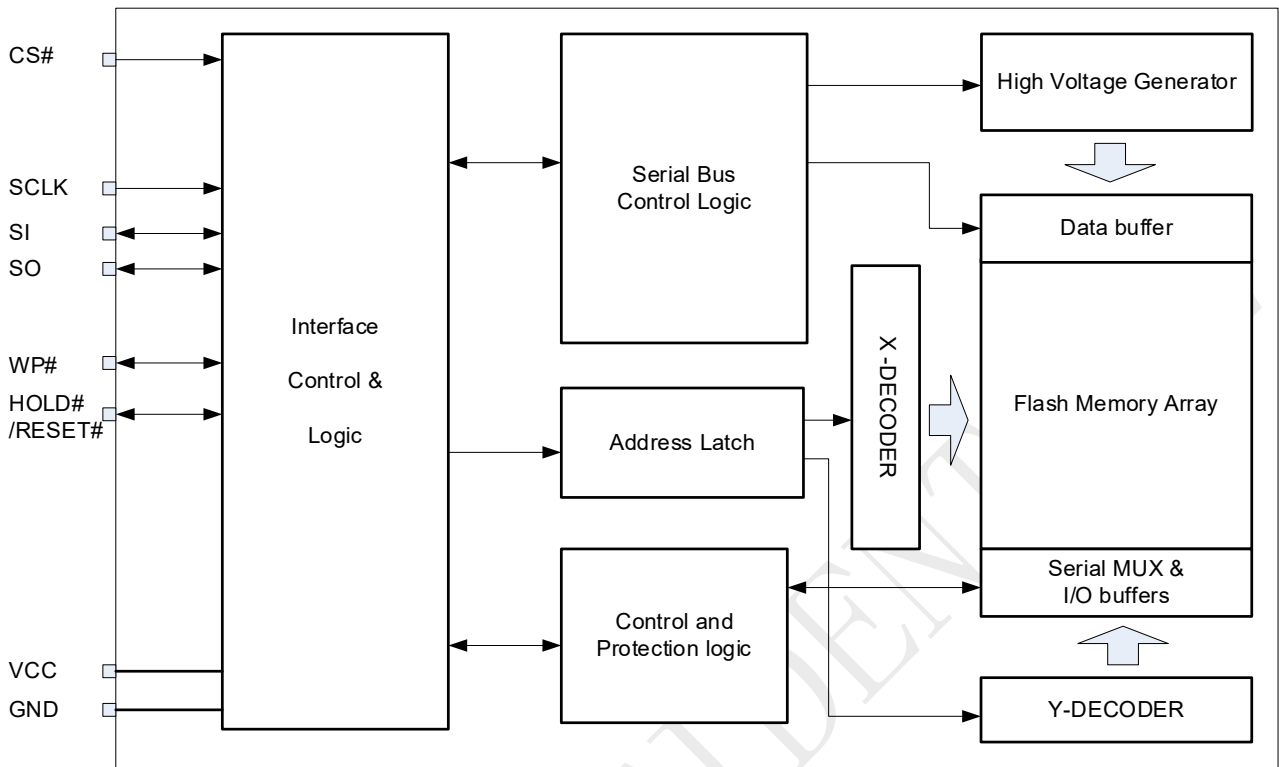 CS#
SCLK
SI
SO
WP#
HOLD#
/RESET#
VCC
GND
Interface
Control &
Logic
Serial Bus
Control Logic
Address Latch
Control and
Protection logic
X -DECODER
High Voltage Generator
Data buffer
Flash Memory Array
Serial MUX &
I/O buffers
Y-DECODER